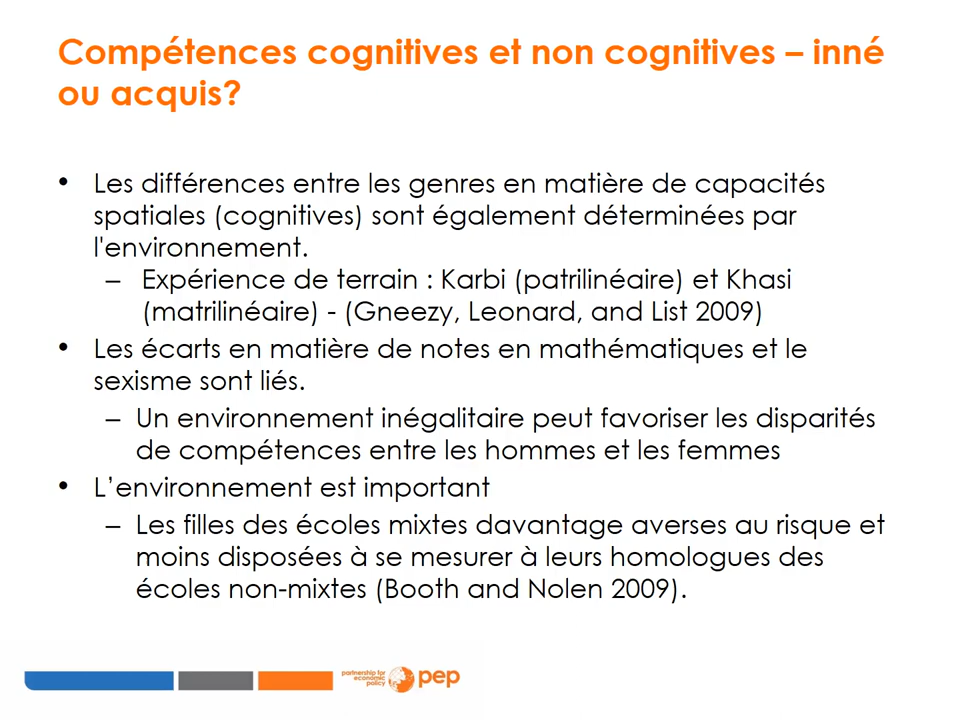 Compétences cognitives et non cognitives – inné
ou acquis?
• Les différences entre les genres en matière de capacités
spatiales (cognitives) sont également déterminées par
l'environnement.
– Expérience de terrain : Karbi (patrilinéaire) et Khasi
(matrilinéaire) - (Gneezy, Leonard, and List 2009)
• Les écarts en matière de notes en mathématiques et le
sexisme sont liés.
– Un environnement inégalitaire peut favoriser les disparités
de compétences entre les hommes et les femmes
• L’environnement est important
– Les filles des écoles mixtes davantage averses au risque et
moins disposées à se mesurer à leurs homologues des
écoles non-mixtes (Booth and Nolen 2009).
partnership for
economic
policy
pep